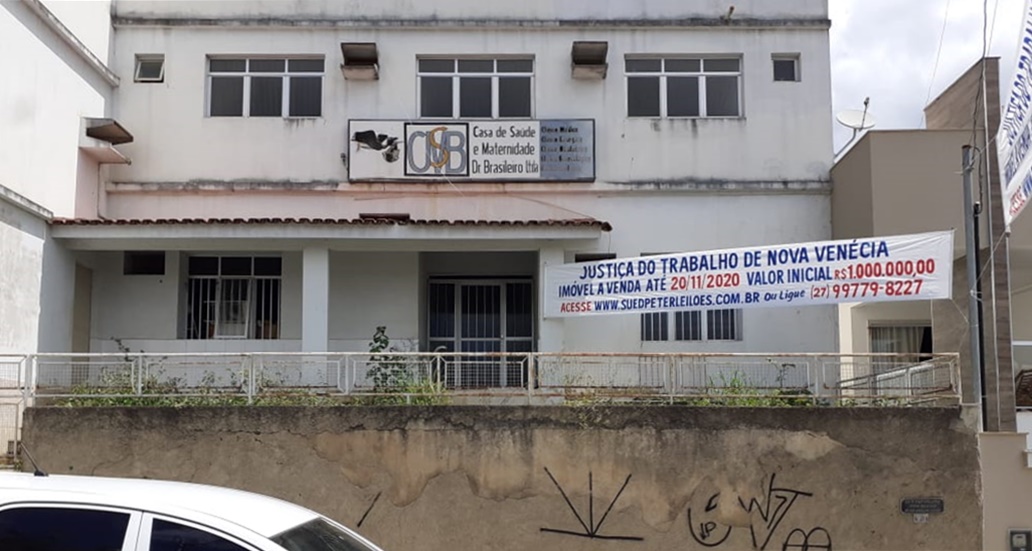 CSVB
Casa de Saúde
e Maternidade
Dr Brasileiro Ltda
JUSTIÇA DO TRABALHO DE NOVA VENÉCIA
IMÓVEL A VENDA ATÉ 20/11/2020 VALOR INICIAL R$1.000.000,00
ACESSE WWW.SUEDPETERLEILOES.COM.BR Ou Ligue (27) 99779-8227